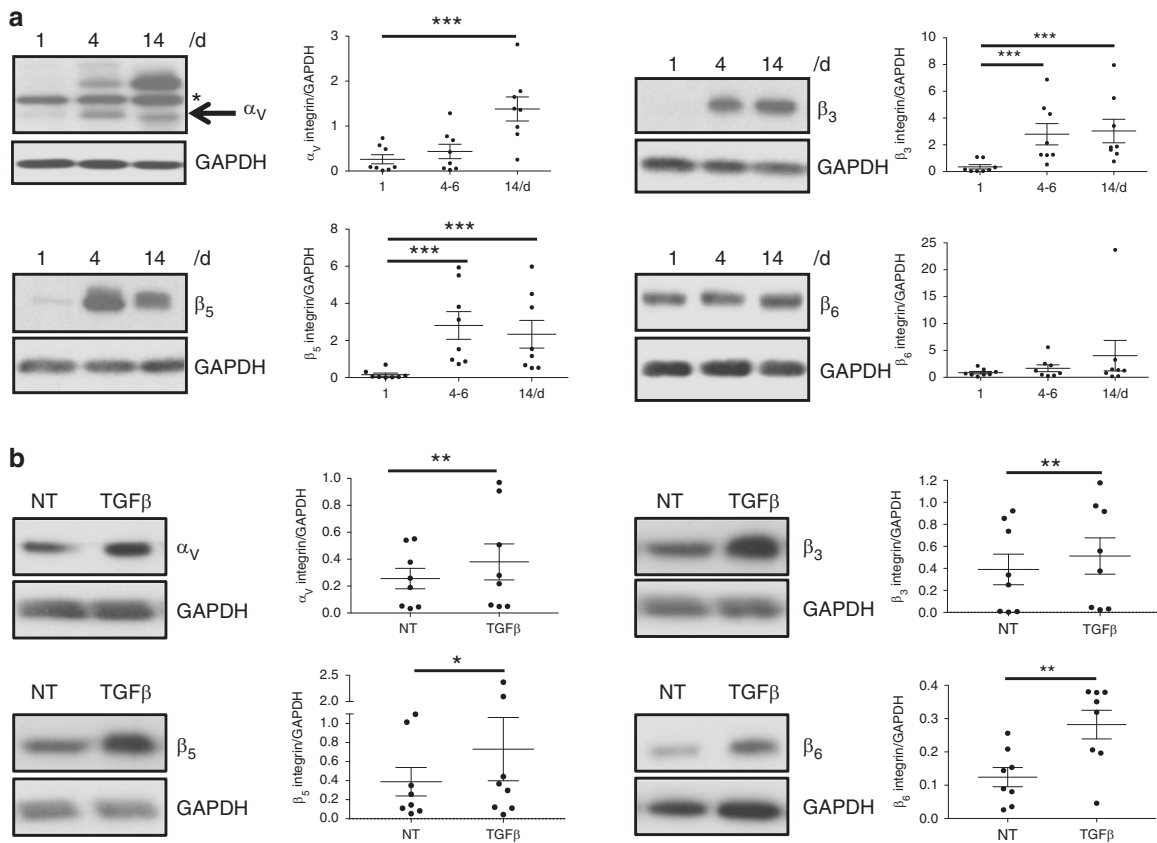 a
1 4 14 /d
*
αV
GAPDH
αV integrin/GAPDH
3
2
1
0
***
1 4-6 14/d
1 4 14 /d
β3
GAPDH
β3 integrin/GAPDH
10
8
6
4
2
0
***
***
1 4-6 14/d
1 4 14 /d
β5
GAPDH
β5 integrin/GAPDH
8
6
4
2
0
***
***
1 4-6 14/d
1 4 14 /d
β6
GAPDH
β6 integrin/GAPDH
25
20
15
10
5
0
1 4-6 14/d
b
NT TGFβ
αV
GAPDH
αV integrin/GAPDH
1.0
0.8
0.6
0.4
0.2
0.0
**
NT TGFβ
NT TGFβ
β3
GAPDH
β3 integrin/GAPDH
1.2
1.0
0.8
0.6
0.4
0.2
0.0
**
NT TGFβ
NT TGFβ
β5
GAPDH
β5 integrin/GAPDH
2.5
2.0
1.5
1.0
0.8
0.6
0.4
0.2
0.0
*
NT TGFβ
NT TGFβ
β6
GAPDH
β6 integrin/GAPDH
0.4
0.3
0.2
0.1
0.0
**
NT TGFβ